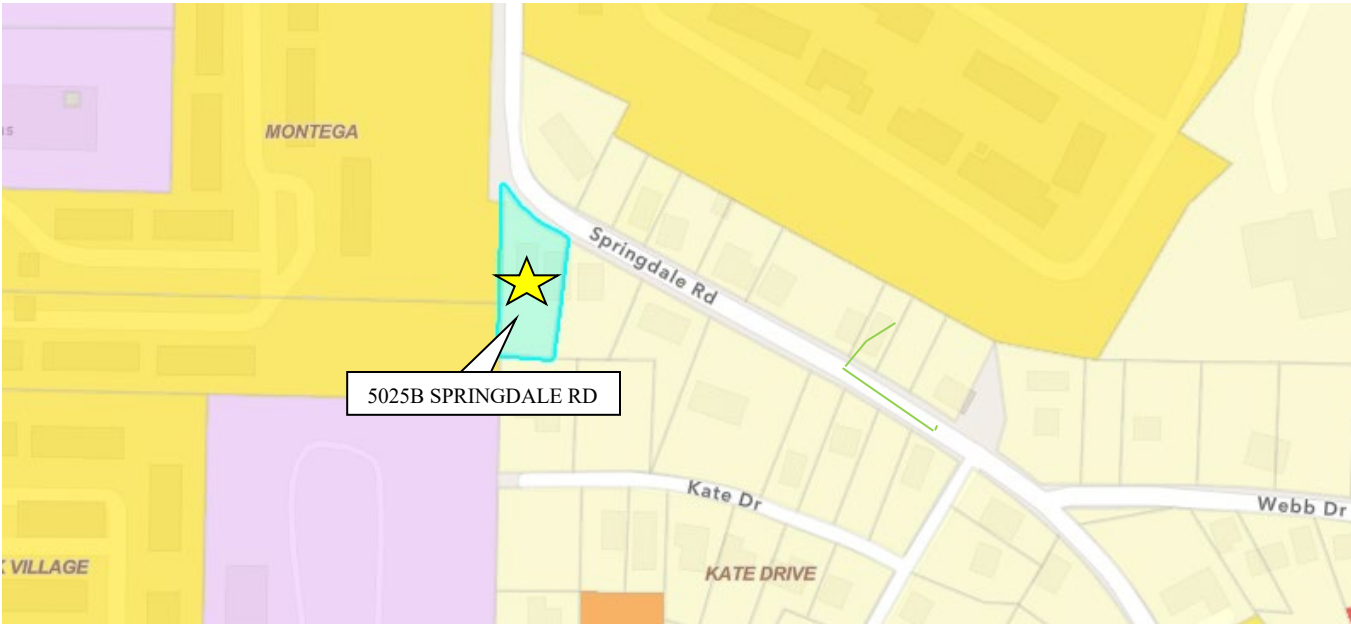 MONTEGA
Springdale Rd
5025B SPRINGDALE RD
Kate Dr
Webb Dr
VILLAGE
KATE DRIVE